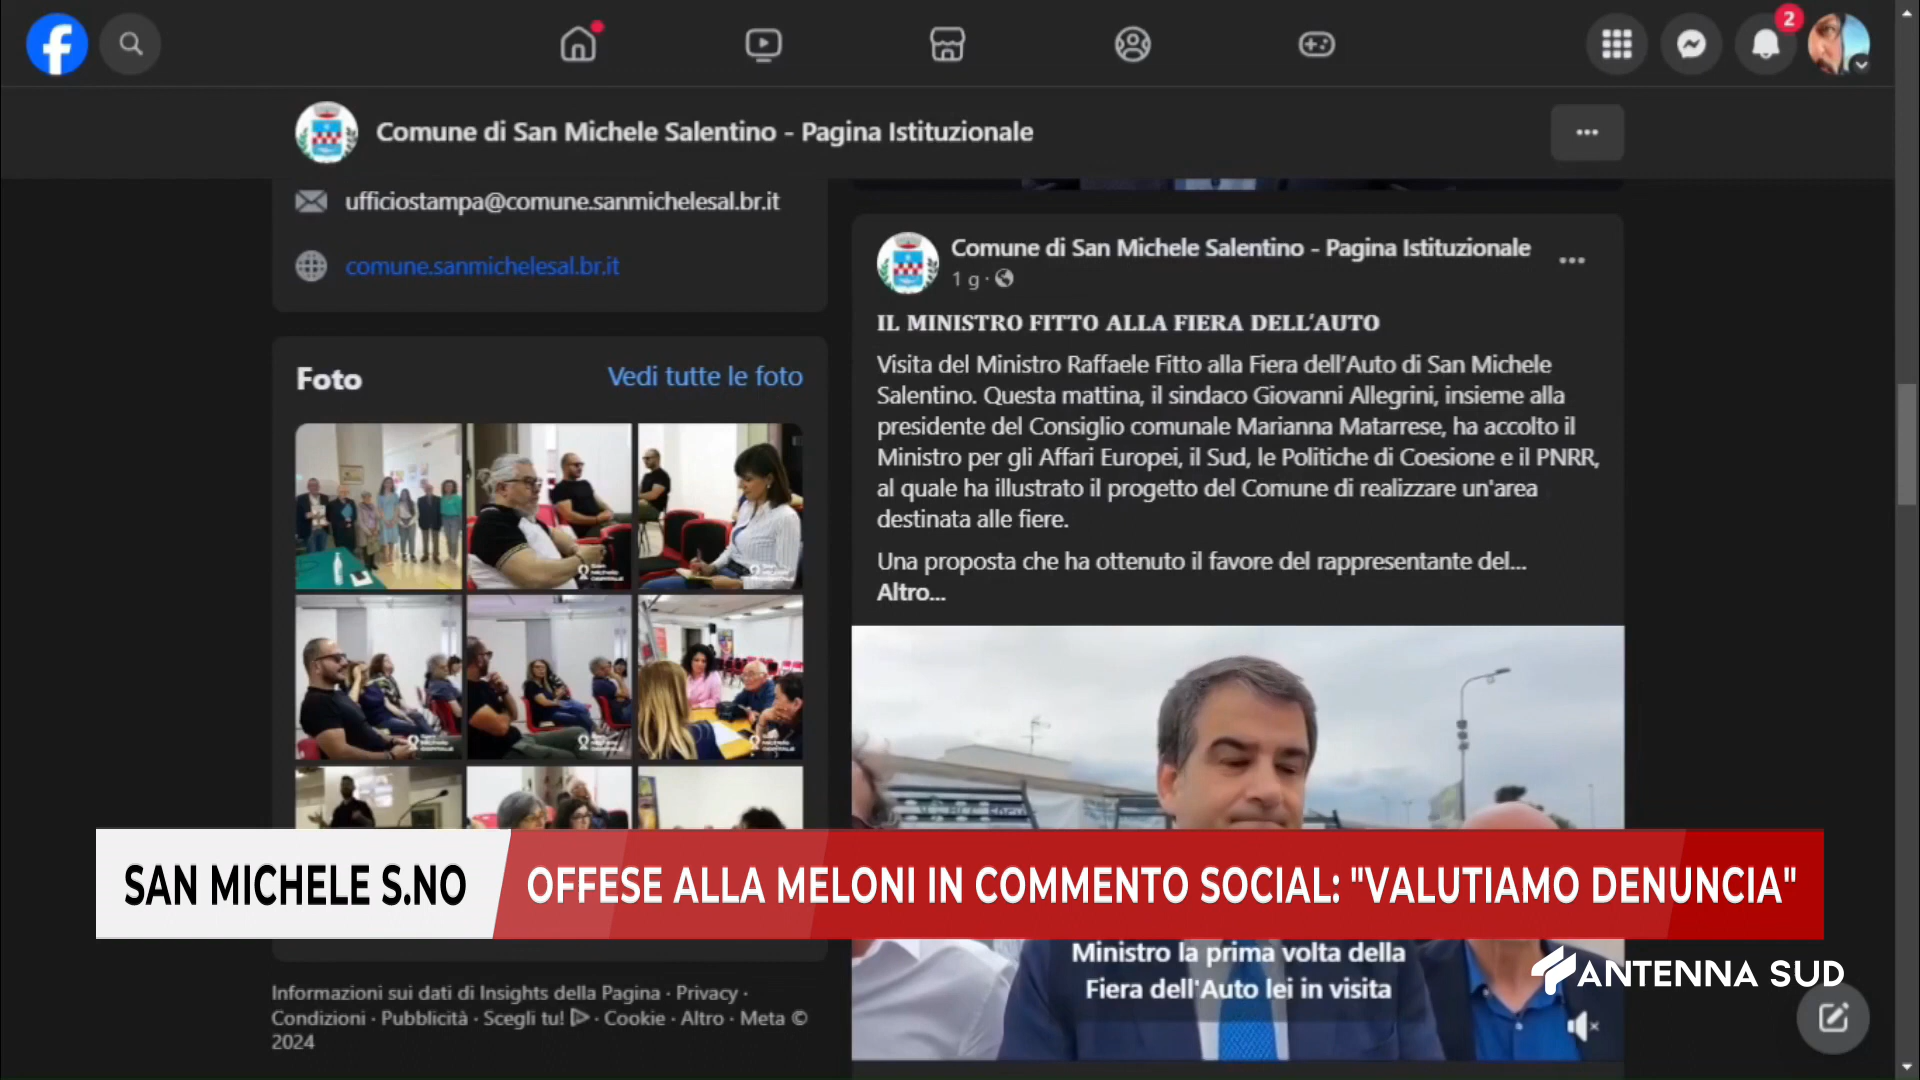 2
Comune di San Michele Salentino - Pagina Istituzionale
ufficiostampa@comune.sanmichelesal.br.it
comune.sanmichelesal.br.it
Foto
Vedi tutte le foto
Comune di San Michele Salentino - Pagina Istituzionale
1 g ·
IL MINISTRO FITTO ALLA FIERA DELL'AUTO
Visita del Ministro Raffaele Fitto alla Fiera dell'Auto di San Michele
Salentino. Questa mattina, il sindaco Giovanni Allegrini, insieme alla
presidente del Consiglio comunale Marianna Matarrese, ha accolto il
Ministro per gli Affari Europei, il Sud, le Politiche di Coesione e il PNRR,
al quale ha illustrato il progetto del Comune di realizzare un'area
destinata alle fiere.
Una proposta che ha ottenuto il favore del rappresentante del...
Altro...
SAN MICHELE S.NO
OFFESE ALLA MELONI IN COMMENTO SOCIAL: "VALUTIAMO DENUNCIA"
Ministro la prima volta della
Fiera dell'Auto lei in visita
ANTENNA SUD
Informazioni sui dati di Insights della Pagina · Privacy ·
Condizioni · Pubblicità · Scegli tu! · Cookie · Altro · Meta ©
2024